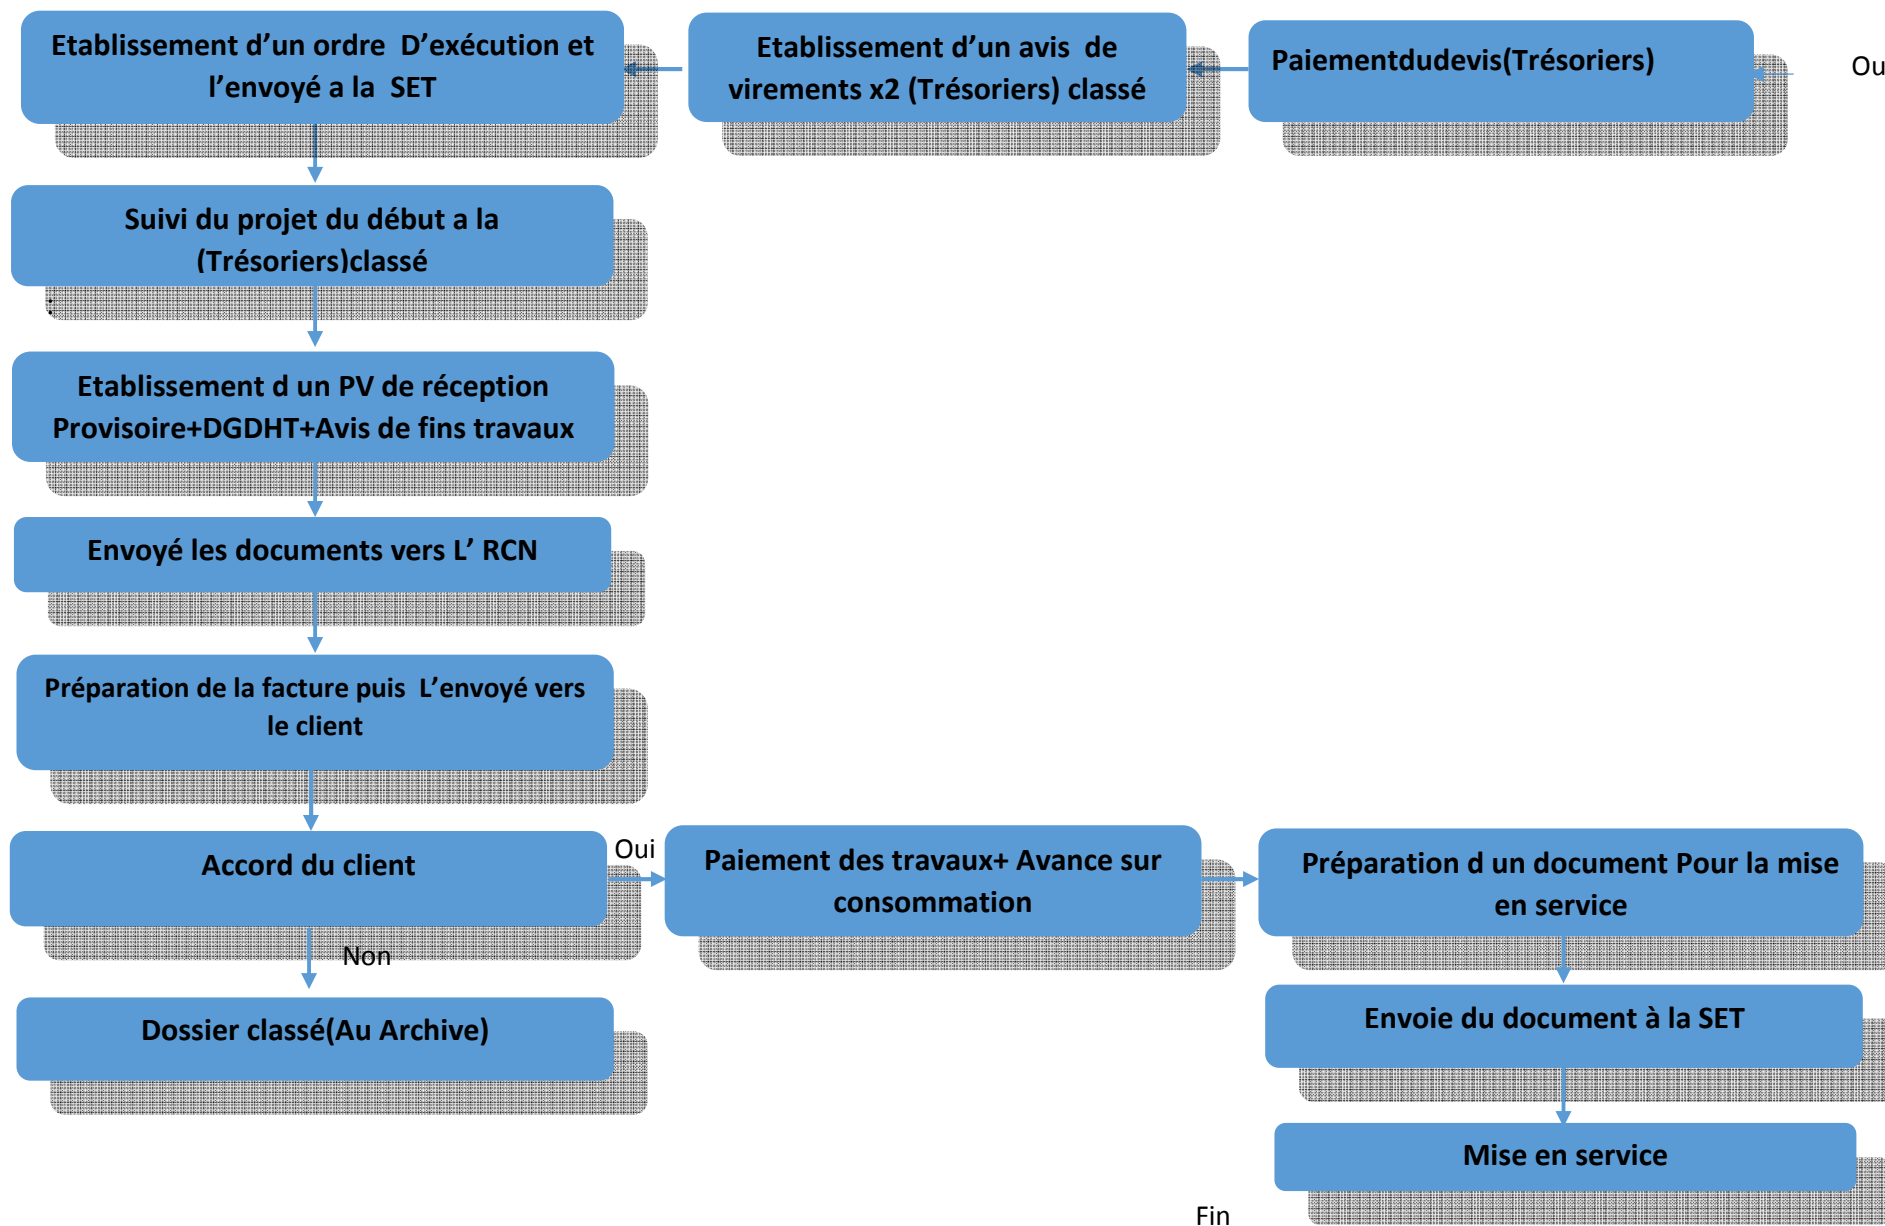 Etablissement d’un ordre D’exécution et
l’envoyé a la SET
Etablissement d’un avis de
virements x2 (Trésoriers) classé
Paiementdudevis(Trésoriers)
Ou
Suivi du projet du début a la
(Trésoriers)classé
:
Etablissement d un PV de réception
Provisoire+DGDHT+Avis de fins travaux
Envoyé les documents vers L’ RCN
Préparation de la facture puis L’envoyé vers
le client
Accord du client
Oui
Paiement des travaux+ Avance sur
consommation
Préparation d un document Pour la mise
en service
Non
Dossier classé(Au Archive)
Envoie du document à la SET
Mise en service
Fin